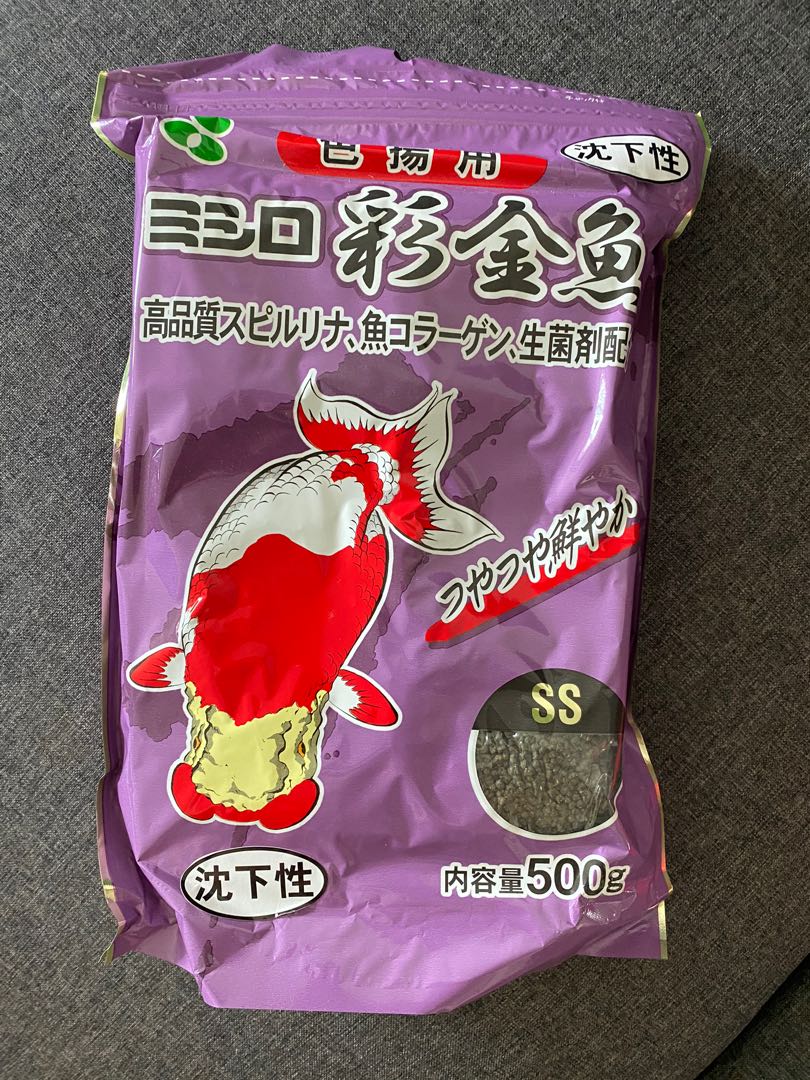 色揚用
沈下性
ミシロ 彩金魚
高品質スピルリナ、魚コラーゲン、生菌剤配
つやつや鮮やか
SS
沈下性
内容量500g